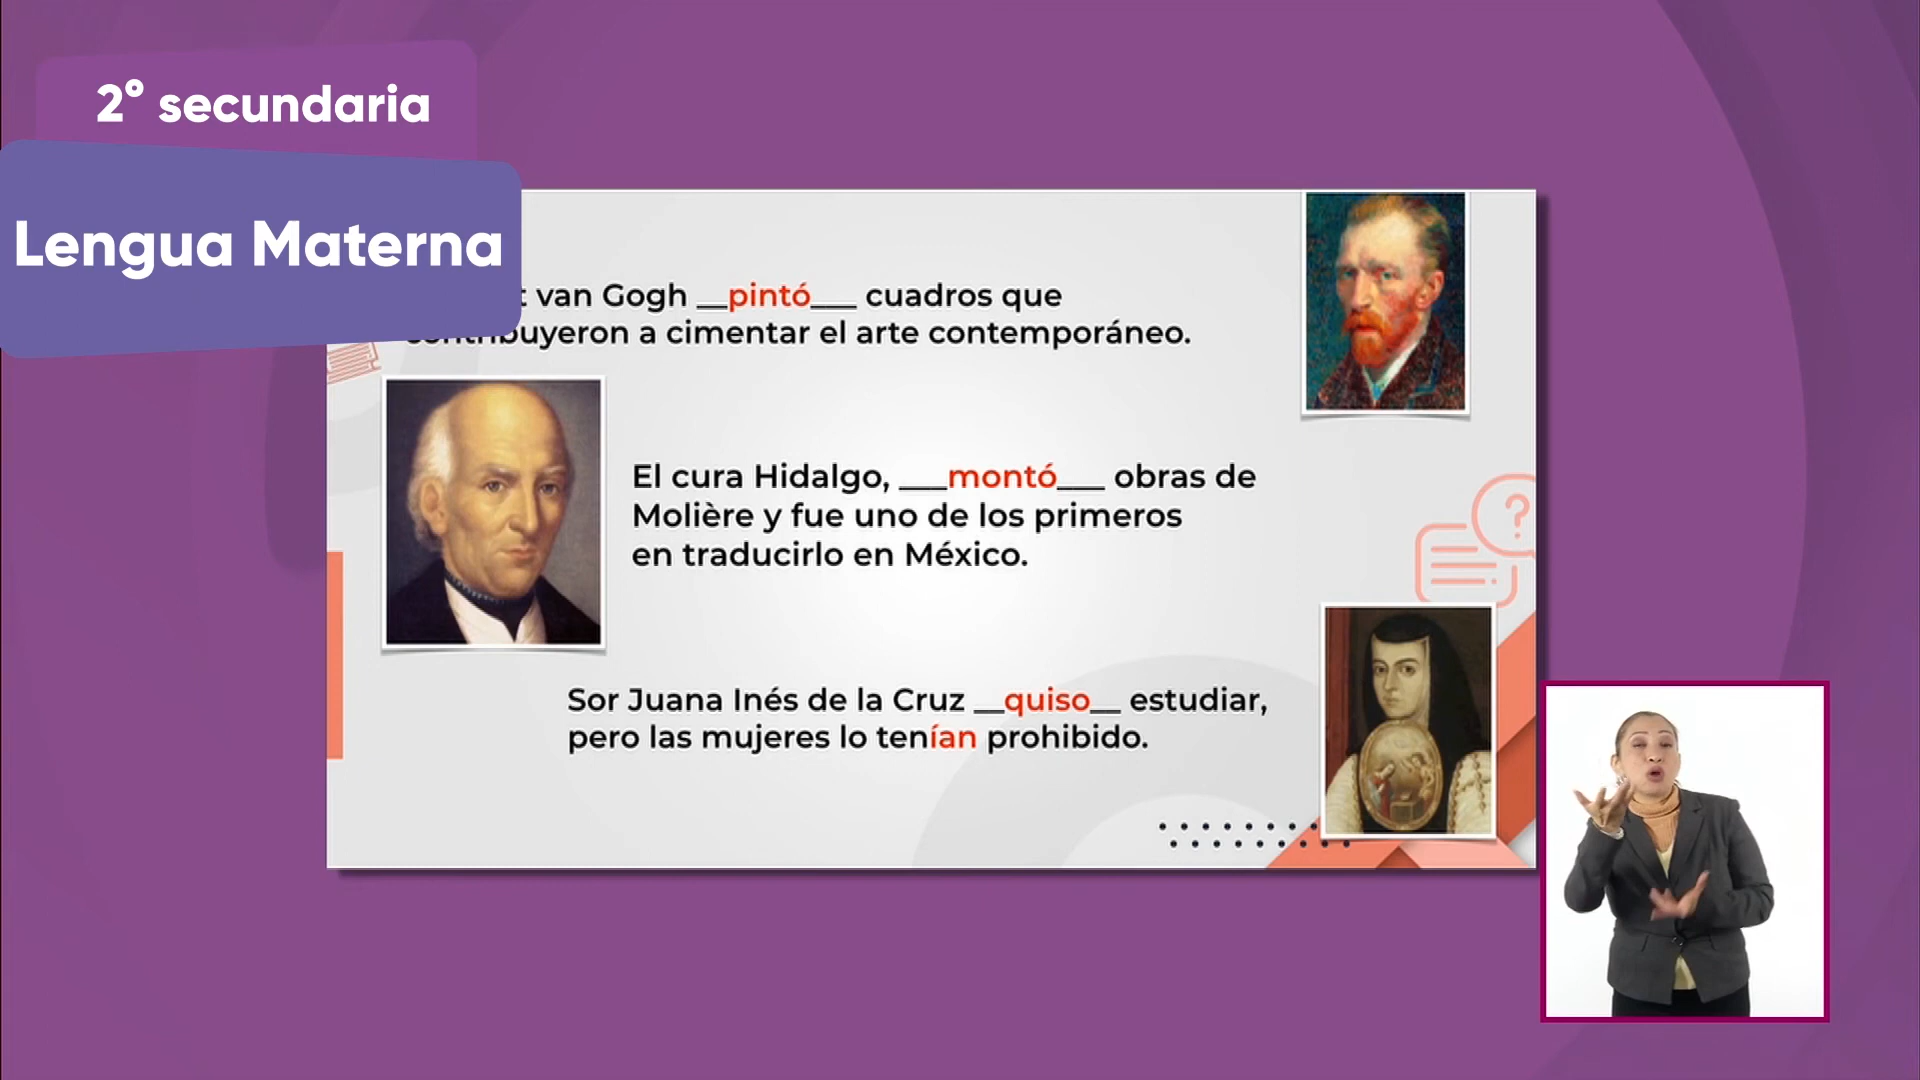 2° secundaria
Lengua Materna
van Gogh __pintó___ cuadros que
contribuyeron a cimentar el arte contemporáneo.
El cura Hidalgo, ___montó___ obras de
Molière y fue uno de los primeros
en traducirlo en México.
Sor Juana Inés de la Cruz __quiso__ estudiar,
pero las mujeres lo tenían prohibido.
?